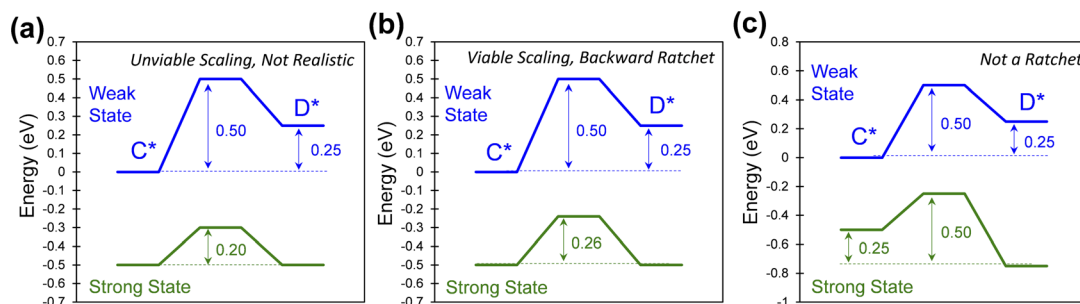 (a)
Unviable Scaling, Not Realistic
Energy (eV)
0.7
0.6
0.5
0.4
0.3
0.2
0.1
0
-0.1
-0.2
-0.3
-0.4
-0.5
-0.6
-0.7
Weak
State
C*
D*
0.50
0.25
0.20
Strong State
(b)
Viable Scaling, Backward Ratchet
Energy (eV)
0.7
0.6
0.5
0.4
0.3
0.2
0.1
0
-0.1
-0.2
-0.3
-0.4
-0.5
-0.6
-0.7
Weak
State
C*
D*
0.50
0.25
0.26
Strong State
(c)
Not a Ratchet
Energy (eV)
0.8
0.6
0.4
0.2
0
-0.2
-0.4
-0.6
-0.8
-1
Weak
State
C*
D*
0.50
0.25
0.25
0.50
Strong State